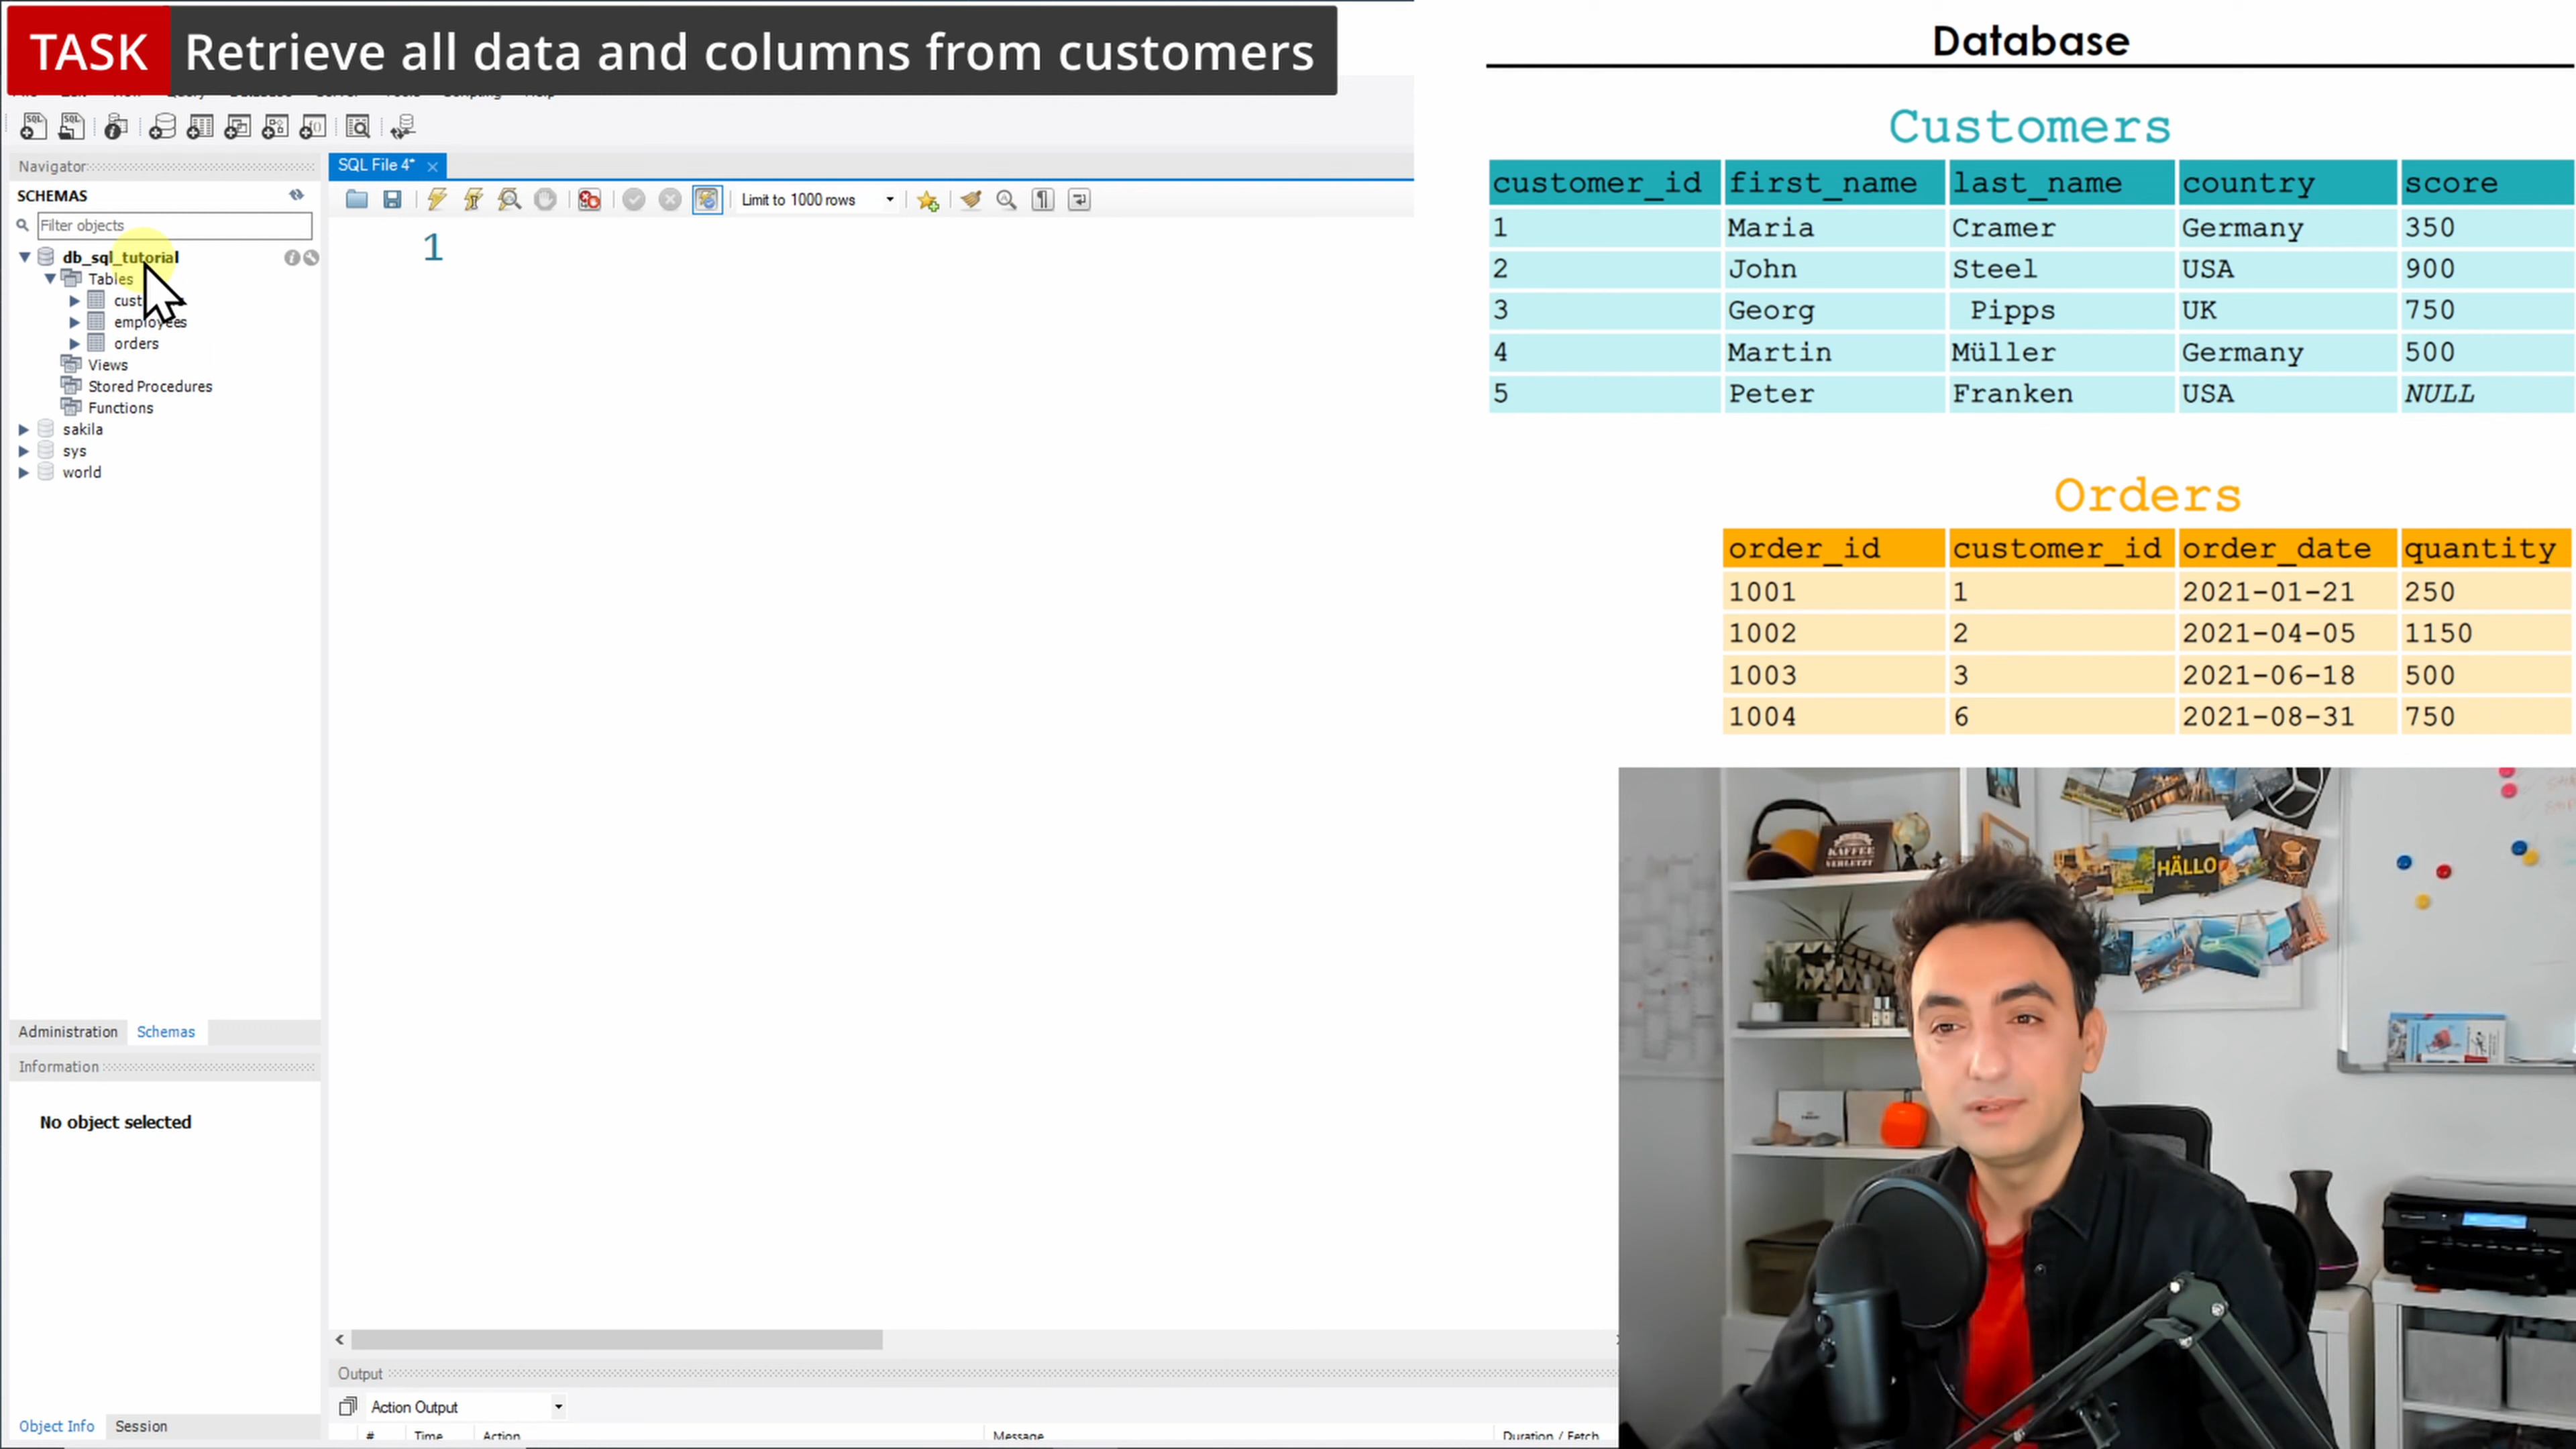 TASK Retrieve all data and columns from customers
Navigator
SCHEMAS
Filter objects
db_sql_tutorial
Tables
employees
orders
Views
Stored Procedures
Functions
sakila
sys
world
Administration Schemas
Information
No object selected
Object Info Session
SQL File 4*
Limit to 1000 rows
1
Output
Action Output
# Time Action Message Duration / Fetch
Database
Customers
customer_id first_name last_name country score
1 Maria Cramer Germany 350
2 John Steel USA 900
3 Georg Pipps UK 750
4 Martin Müller Germany 500
5 Peter Franken USA NULL
Orders
order_id customer_id order_date quantity
1001 1 2021-01-21 250
1002 2 2021-04-05 1150
1003 3 2021-06-18 500
1004 6 2021-08-31 750
KAFFEE
VERLETZT
HÄLLO